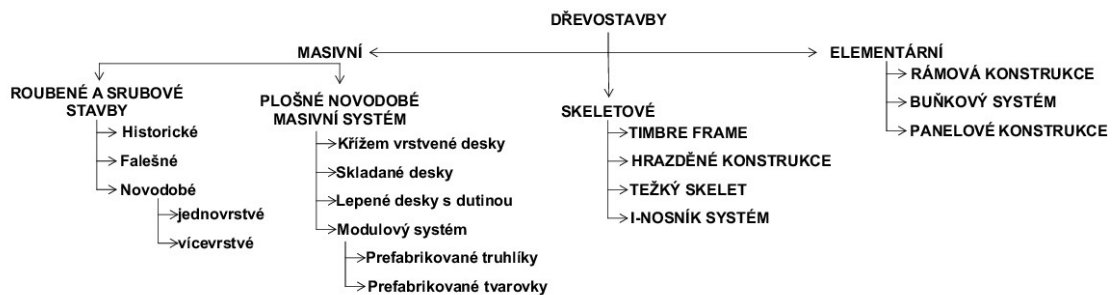 DŘEVOSTAVBY
MASIVNÍ
ROUBENÉ A SRUBOVÉ
STAVBY
Historické
Falešné
Novodobé
jednovrstvé
vícevrstvé
PLOŠNÉ NOVODOBÉ
MASIVNÍ SYSTÉM
Křížem vrstvené desky
Skladané desky
Lepené desky s dutinou
Modulový systém
Prefabrikované truhlíky
Prefabrikované tvarovky
SKELETOVÉ
TIMBRE FRAME
HRAZDĚNÉ KONSTRUKCE
TEŽKÝ SKELET
I-NOSNÍK SYSTÉM
ELEMENTÁRNÍ
RÁMOVÁ KONSTRUKCE
BUŇKOVÝ SYSTÉM
PANELOVÉ KONSTRUKCE